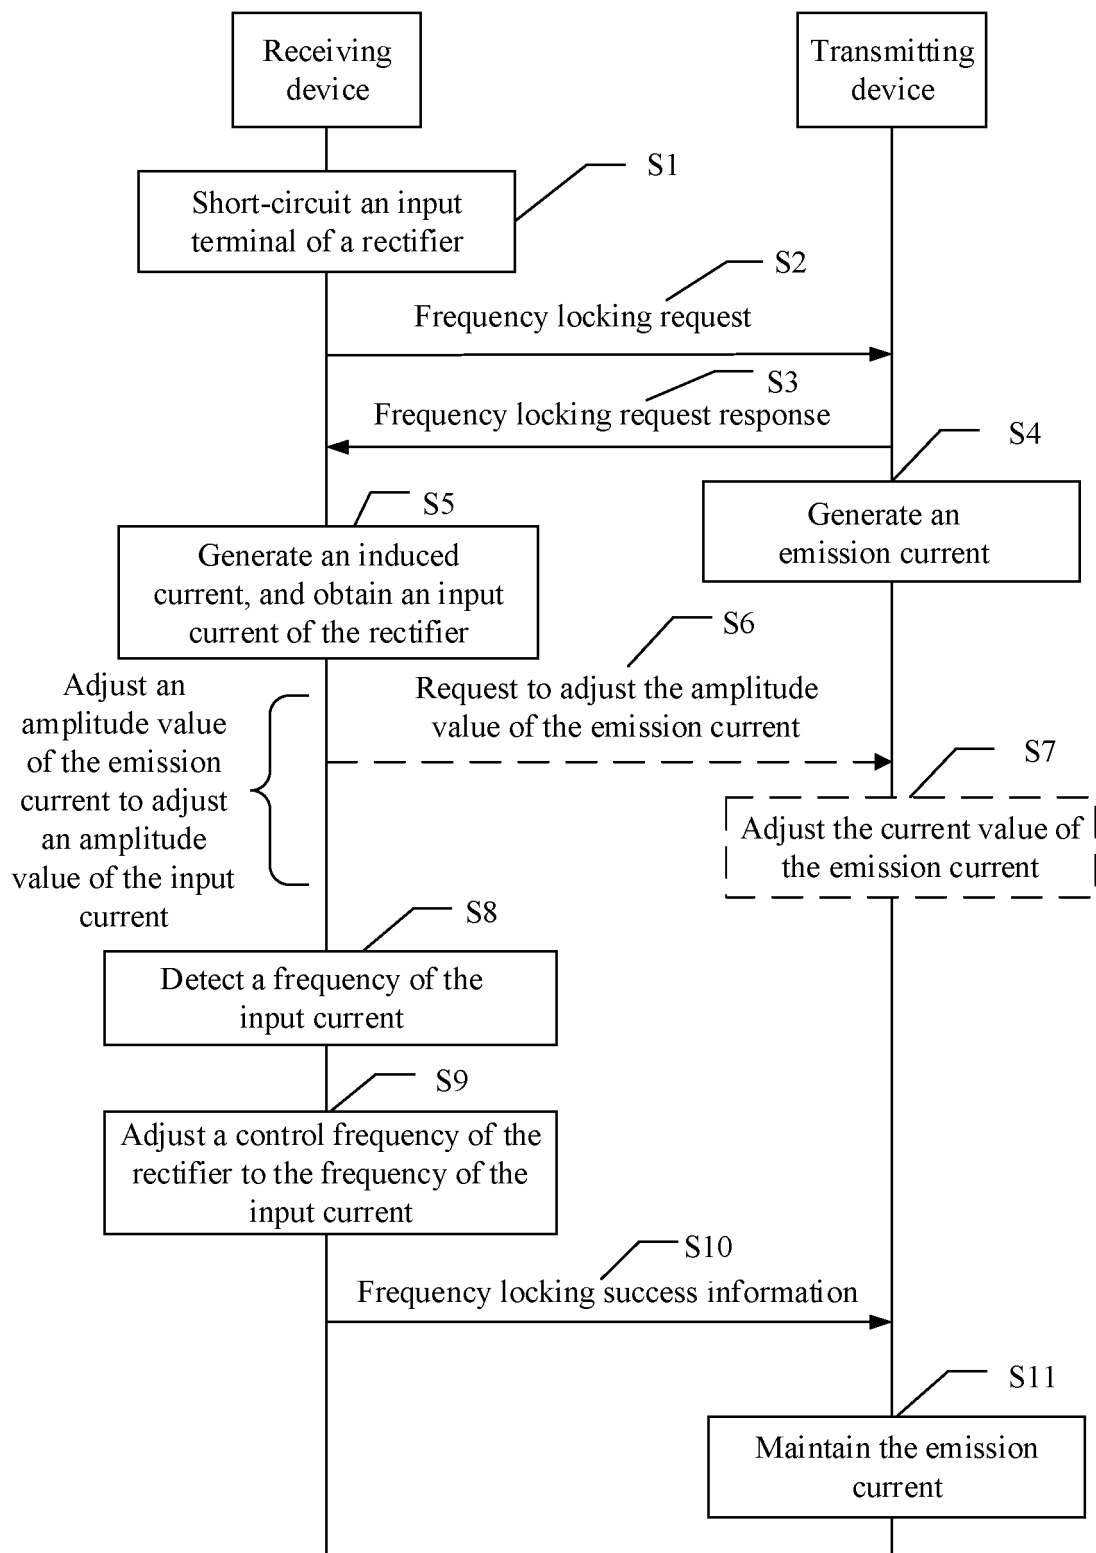 Receiving
device
Transmitting
device
S1
Short-circuit an input
terminal of a rectifier
S2
Frequency locking request
S3
Frequency locking request response
S4
Generate an
emission current
S5
Generate an induced
current, and obtain an input
current of the rectifier
S6
Request to adjust the amplitude
value of the emission current
Adjust an
amplitude value
of the emission
current to adjust
an amplitude
value of the input
current
S7
Adjust the current value of
the emission current
S8
Detect a frequency of the
input current
S9
Adjust a control frequency of the
rectifier to the frequency of the
input current
S10
Frequency locking success information
S11
Maintain the emission
current